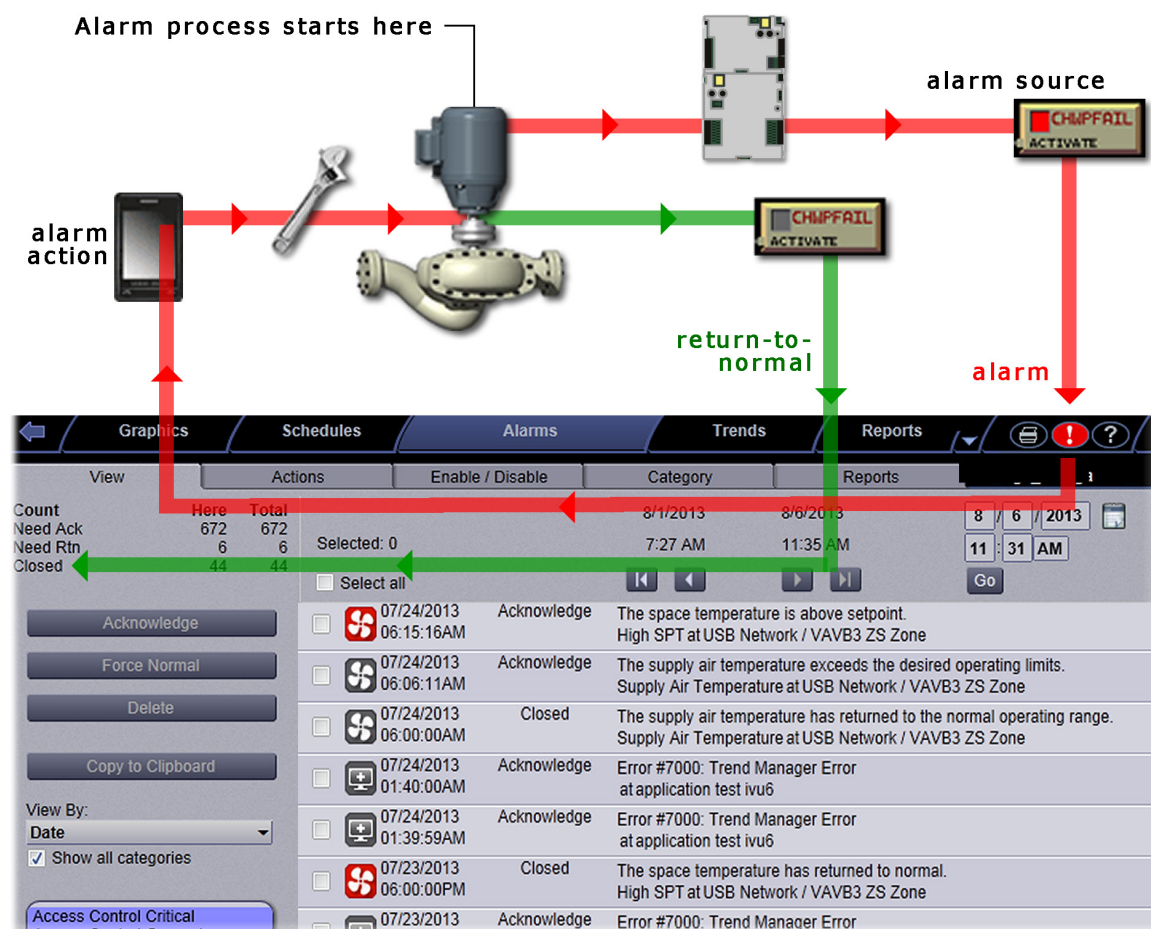 Alarm process starts here
alarm source
CHWPFAIL
ACTIVATE
alarm
action
CHWPFAIL
ACTIVATE
return-to-
normal
alarm
Graphics Schedules Alarms Trends Reports ! ?
View Actions Enable / Disable Category Reports
Count Here Total
Need Ack 672 672
Need Rtn 6 6
Closed 44 44
Selected: 0
Select all
8/1/2013 8/6/2013
7:27 AM 11:35 AM
8 / 6 / 2013
11 : 31 AM
Go
Acknowledge
Force Normal
Delete
Copy to Clipboard
View By:
Date
Show all categories
Access Control Critical
07/24/2013 Acknowledge The space temperature is above setpoint.
06:15:16AM High SPT at USB Network / VAVB3 ZS Zone
07/24/2013 Acknowledge The supply air temperature exceeds the desired operating limits.
06:06:11AM Supply Air Temperature at USB Network / VAVB3 ZS Zone
07/24/2013 Closed The supply air temperature has returned to the normal operating range.
06:00:00AM Supply Air Temperature at USB Network / VAVB3 ZS Zone
07/24/2013 Acknowledge Error #7000: Trend Manager Error
01:40:00AM at application test ivu6
07/24/2013 Acknowledge Error #7000: Trend Manager Error
01:39:59AM at application test ivu6
07/23/2013 Closed The space temperature has returned to normal.
06:00:00PM High SPT at USB Network / VAVB3 ZS Zone
07/23/2013 Acknowledge Error #7000: Trend Manager Error